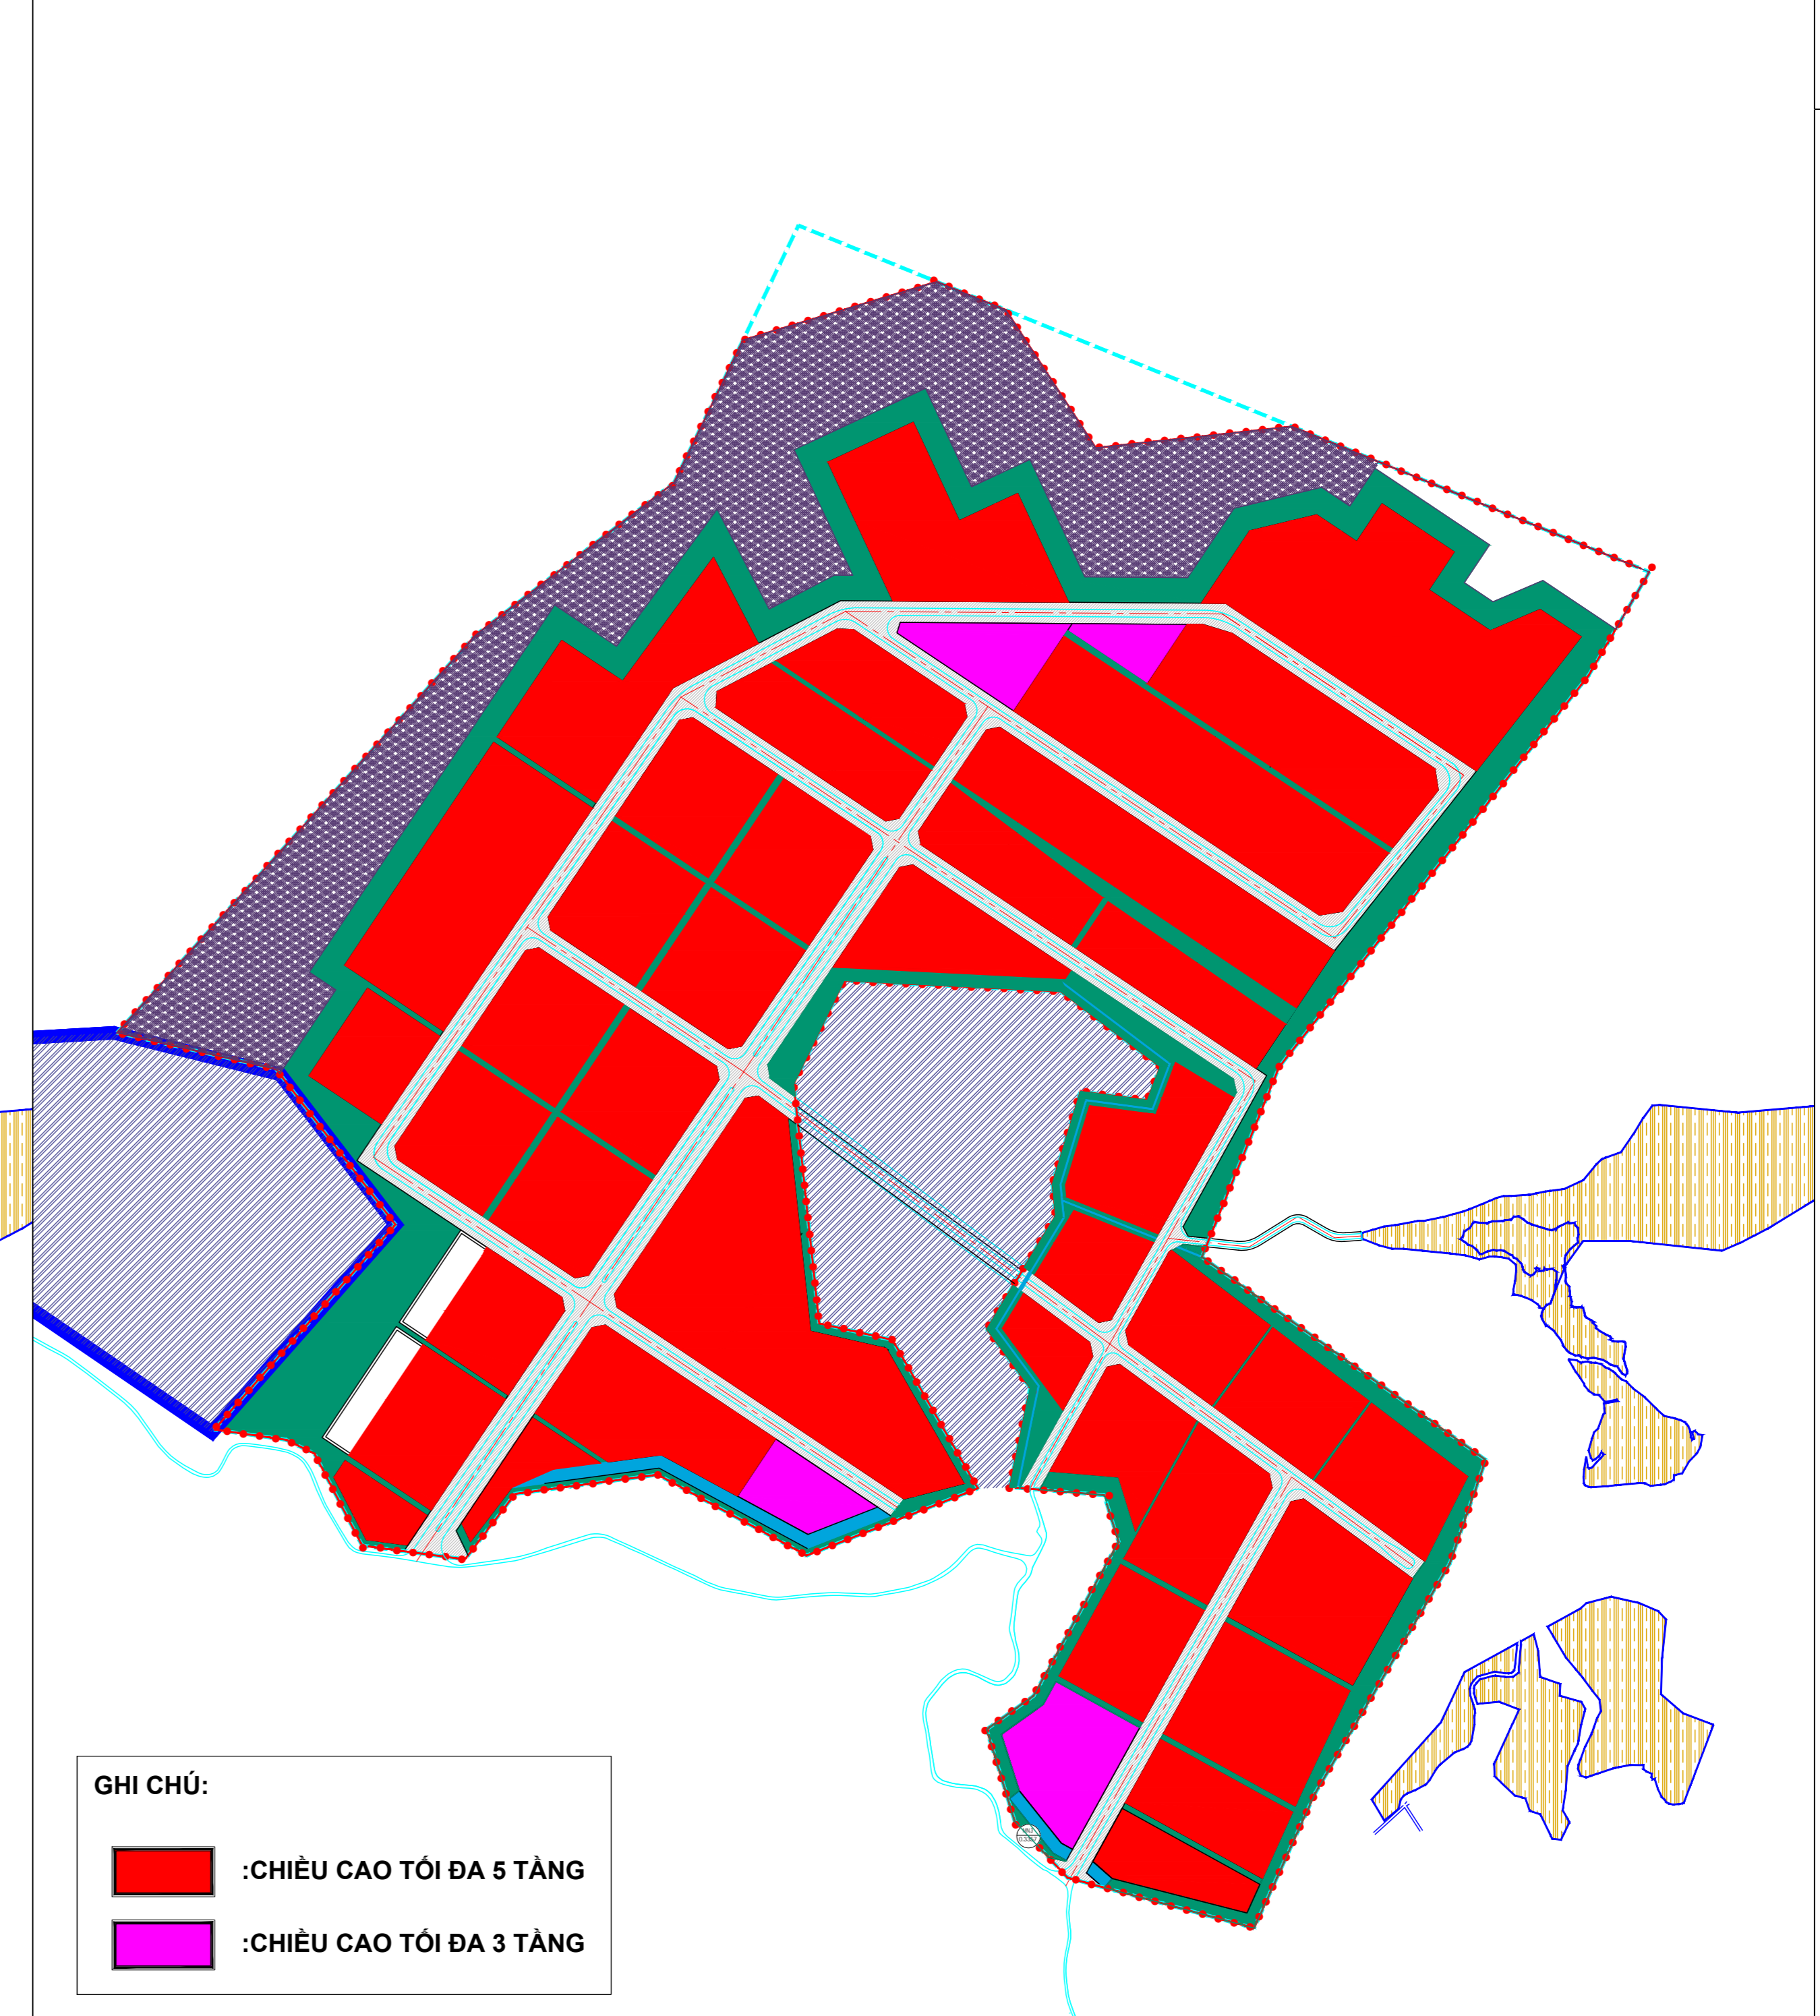 GHI CHÚ:
:CHIỀU CAO TỐI ĐA 5 TẦNG
:CHIỀU CAO TỐI ĐA 3 TẦNG